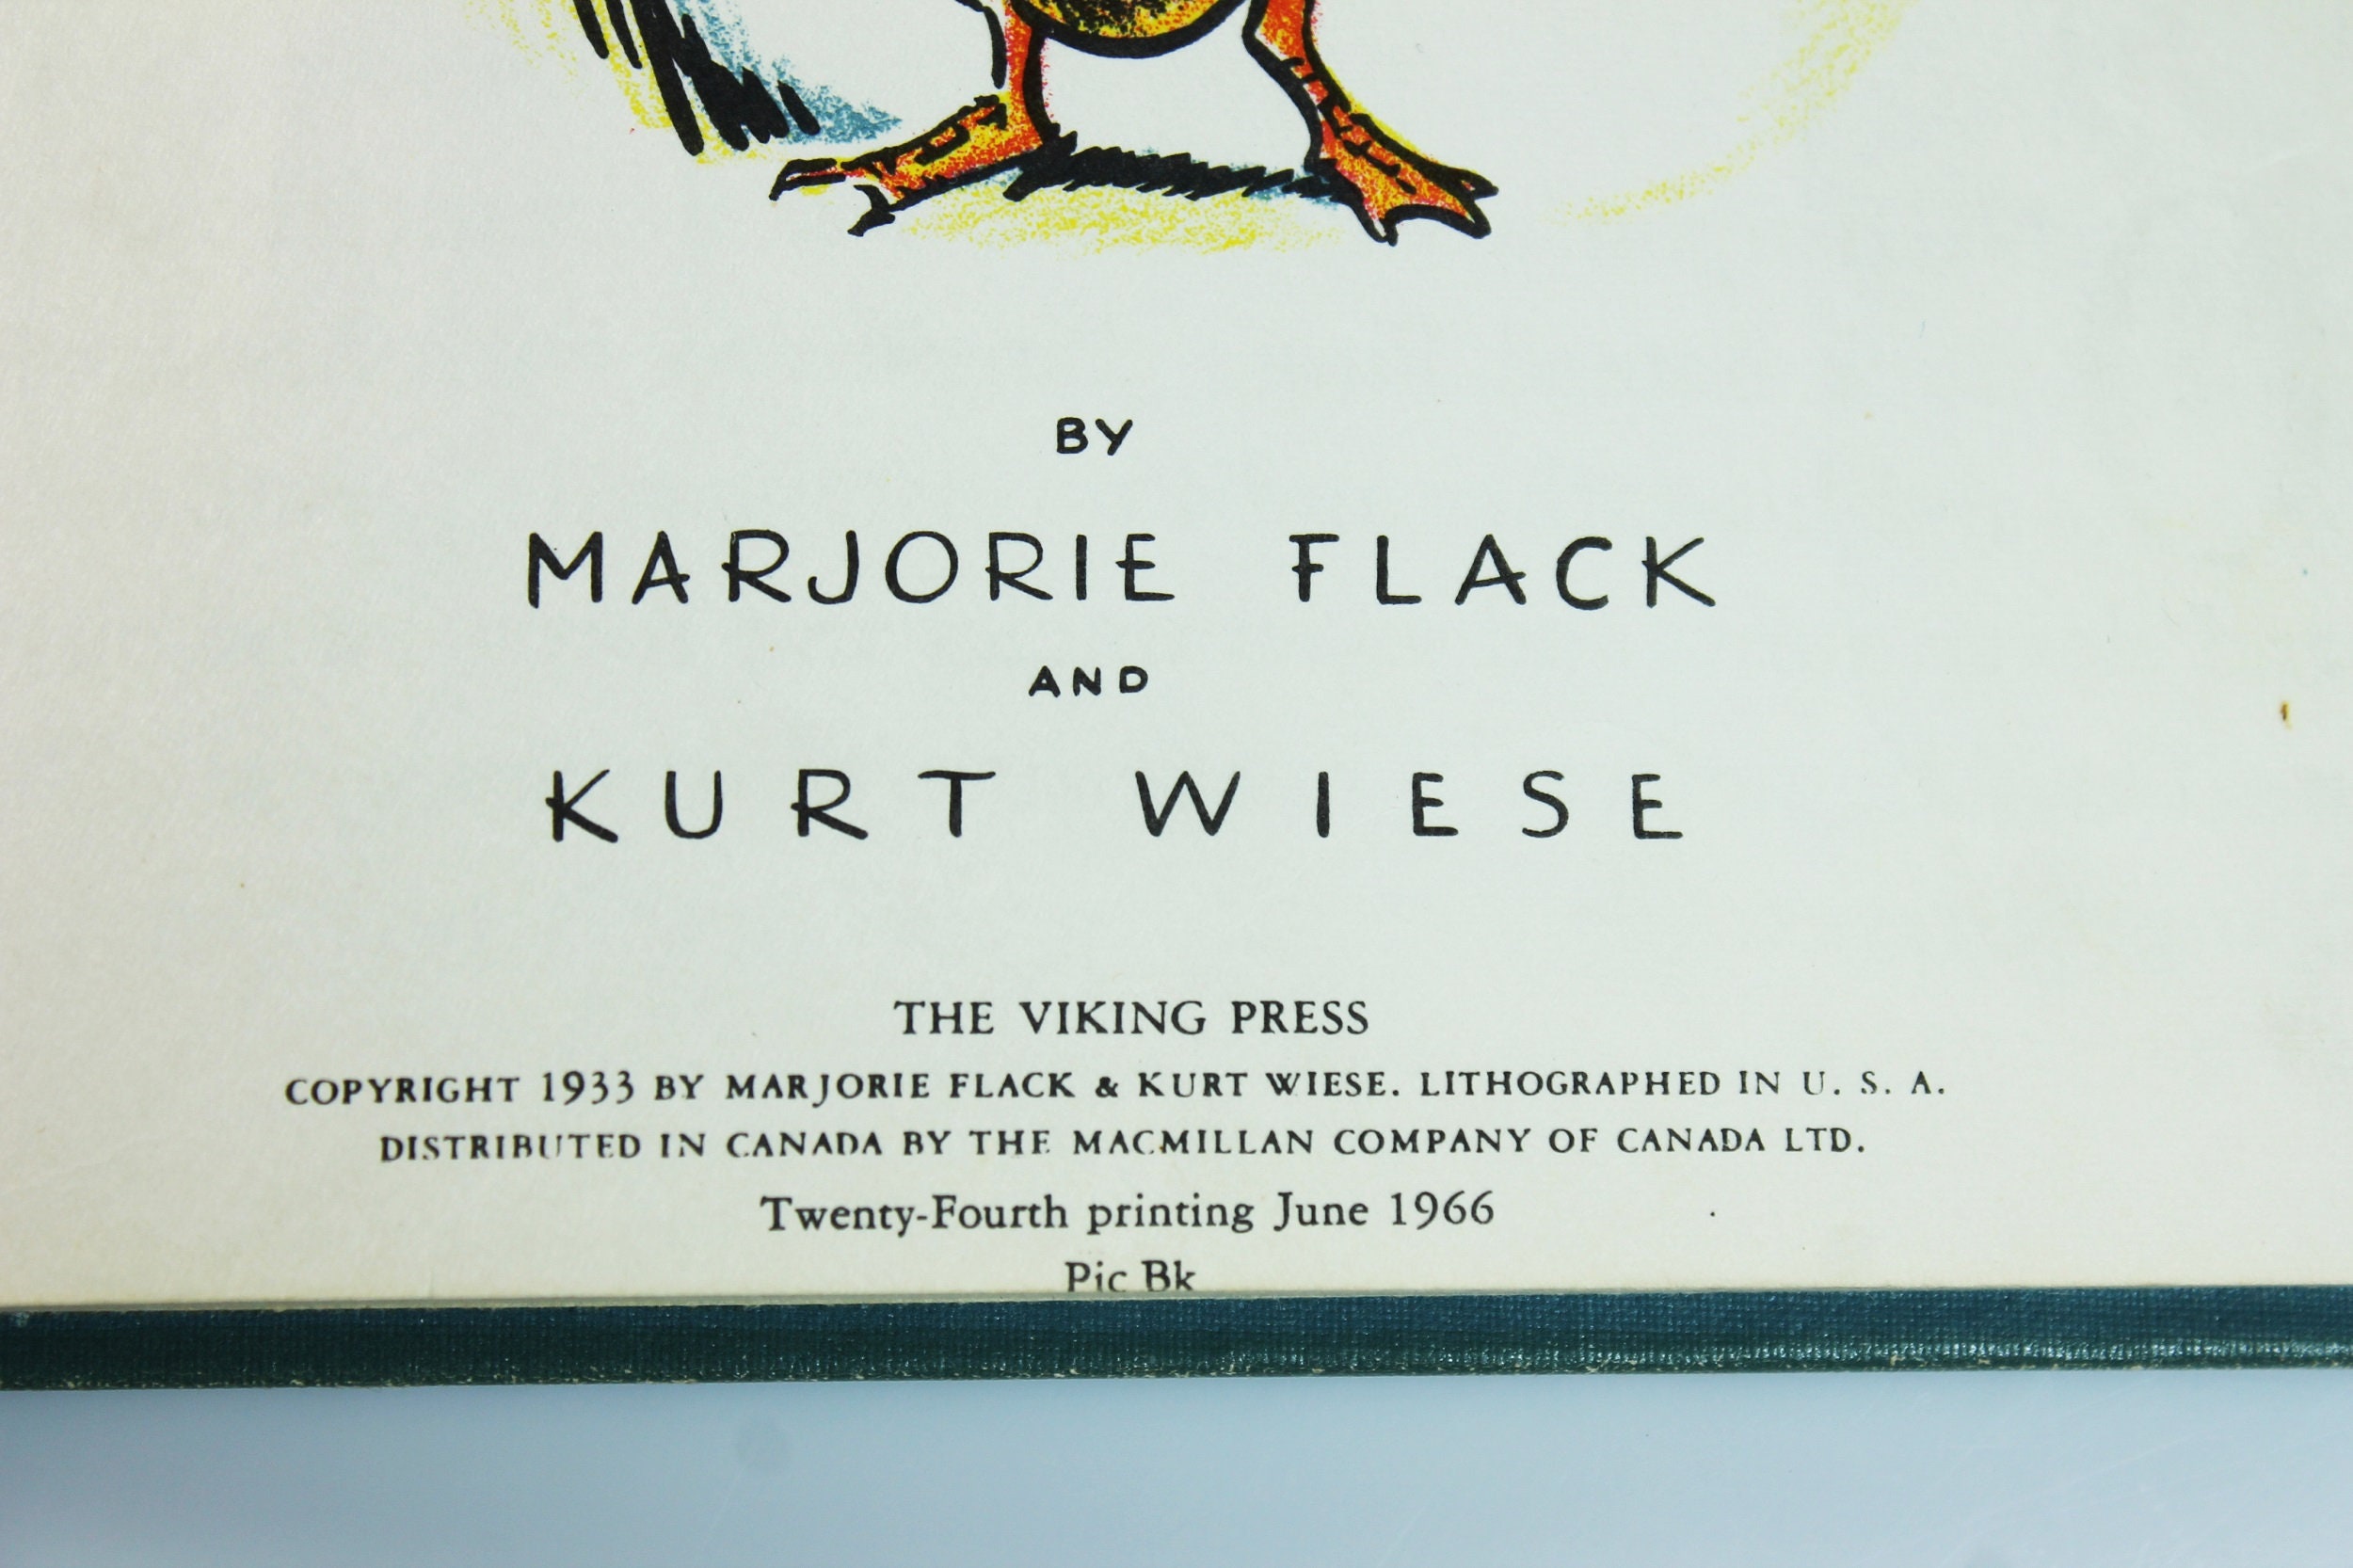 BY
MARJORIE FLACK
AND
KURT WIESE
THE VIKING PRESS
COPYRIGHT 1933 BY MARJORIE FLACK & KURT WIESE. LITHOGRAPHED IN U. S. A.
DISTRIBUTED IN CANADA BY THE MACMILLAN COMPANY OF CANADA LTD.
Twenty-Fourth printing June 1966
Pic Bk